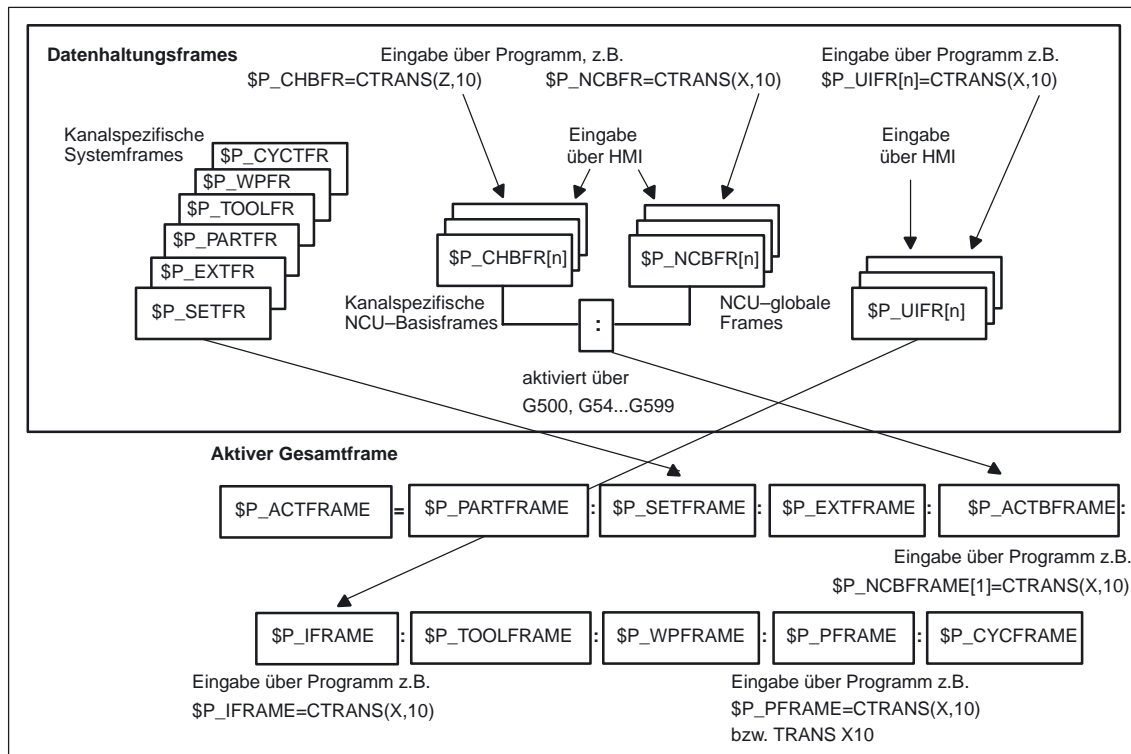 Datenhaltungsframes
Eingabe über Programm, z.B.
$P_CHBFR=CTRANS(Z,10)
$P_NCBFR=CTRANS(X,10)
Eingabe über Programm z.B.
$P_UIFR[n]=CTRANS(X,10)
Kanalspezifische
Systemframes
Eingabe
über HMI
Eingabe
über HMI
$P_CYCTFR
$P_WPFR
$P_TOOLFR
$P_PARTFR
$P_EXTFR
$P_SETFR
$P_CHBFR[n]
$P_NCBFR[n]
$P_UIFR[n]
Kanalspezifische
NCU–Basisframes
:
NCU–globale
Frames
aktiviert über
G500, G54...G599
Aktiver Gesamtframe
$P_ACTFRAME = $P_PARTFRAME : $P_SETFRAME : $P_EXTFRAME : $P_ACTBFRAME :
Eingabe über Programm z.B.
$P_NCBFRAME[1]=CTRANS(X,10)
$P_IFRAME : $P_TOOLFRAME : $P_WPFRAME : $P_PFRAME : $P_CYCFRAME
Eingabe über Programm z.B.
$P_IFRAME=CTRANS(X,10)
Eingabe über Programm z.B.
$P_PFRAME=CTRANS(X,10)
bzw. TRANS X10